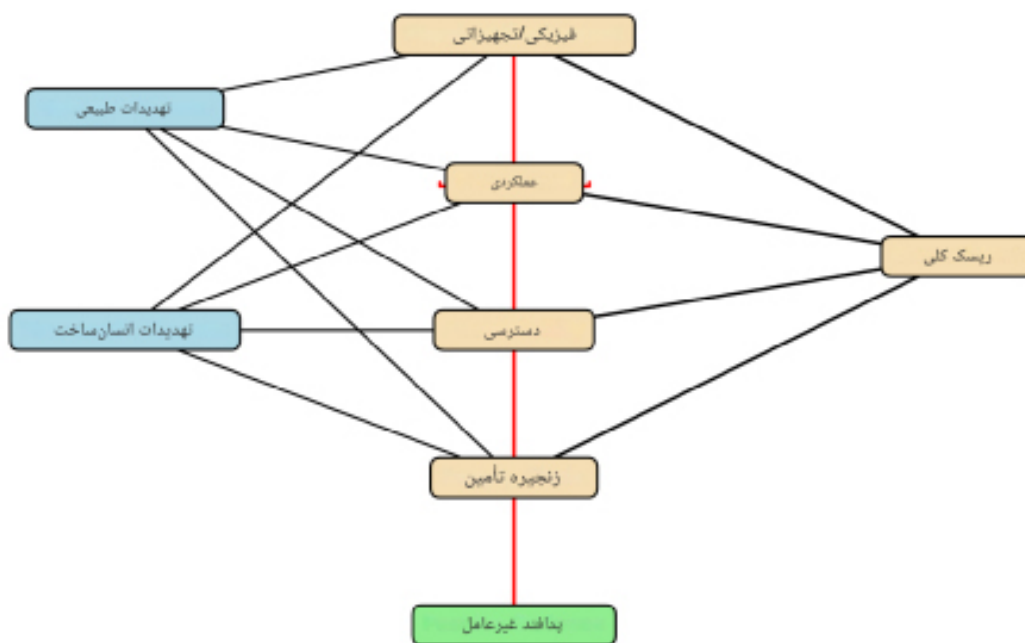 فیزیکی/تجهیزاتی
تهدیدات طبیعی
عملکردی
ریسک کلی
تهدیدات انسان‌ساخت
دسترسی
زنجیره تأمین
پدافند غیرعامل